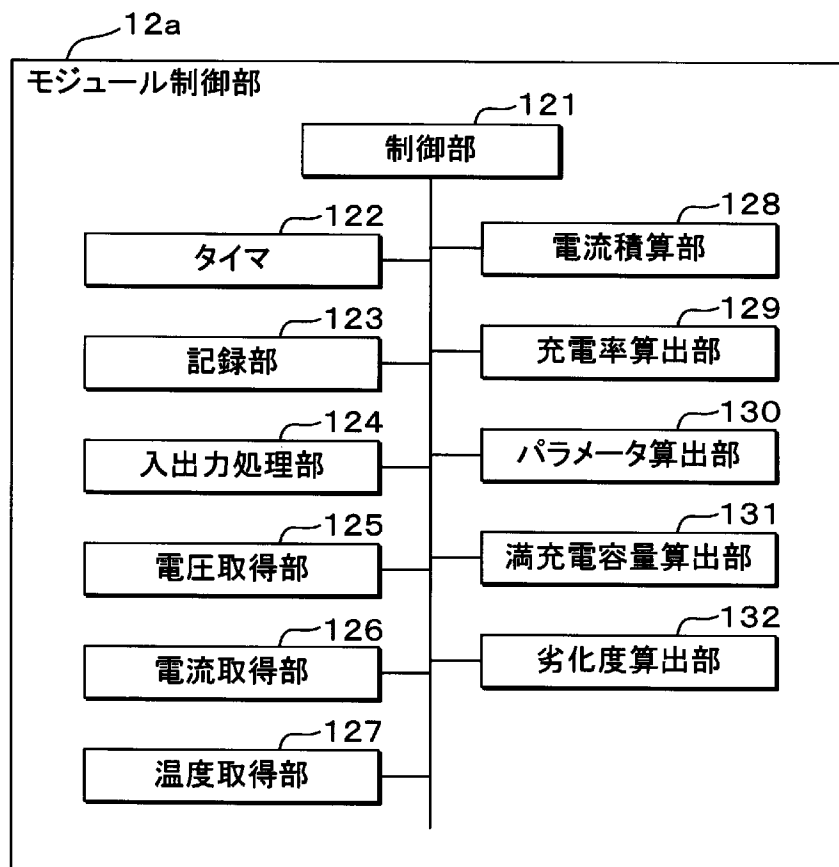 12a
モジュール制御部
121
制御部
122
タイマ
123
記録部
124
入出力処理部
125
電圧取得部
126
電流取得部
127
温度取得部
128
電流積算部
129
充電率算出部
130
パラメータ算出部
131
満充電容量算出部
132
劣化度算出部